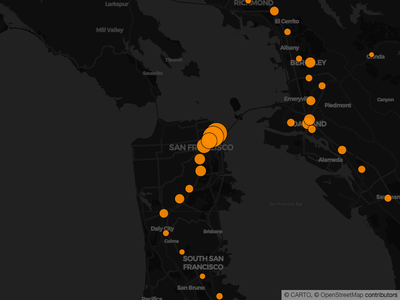 Larkspur
RICHMOND
El Cerrito
Mill Valley
Albany
Orinda
Sausalito
BERKELEY
Canyon
Emeryville
Piedmont
OAKLAND
SAN FRANCISCO
Alameda
Daly City
Brisbane
Colma
SOUTH SAN
FRANCISCO
San Bruno
Pacifica
© CARTO, © OpenStreetMap contributors